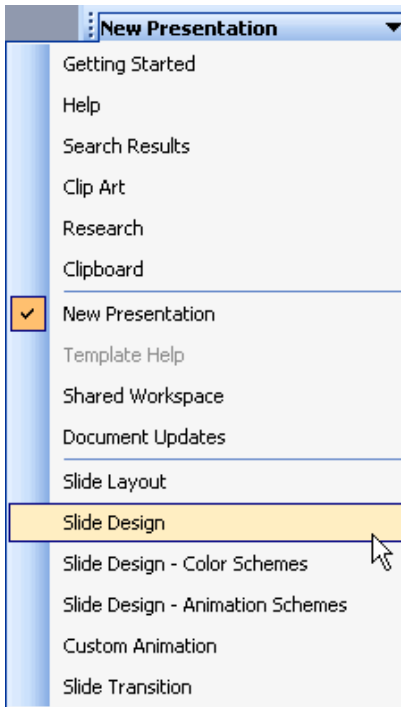 New Presentation
Getting Started
Help
Search Results
Clip Art
Research
Clipboard
New Presentation
Template Help
Shared Workspace
Document Updates
Slide Layout
Slide Design
Slide Design - Color Schemes
Slide Design - Animation Schemes
Custom Animation
Slide Transition